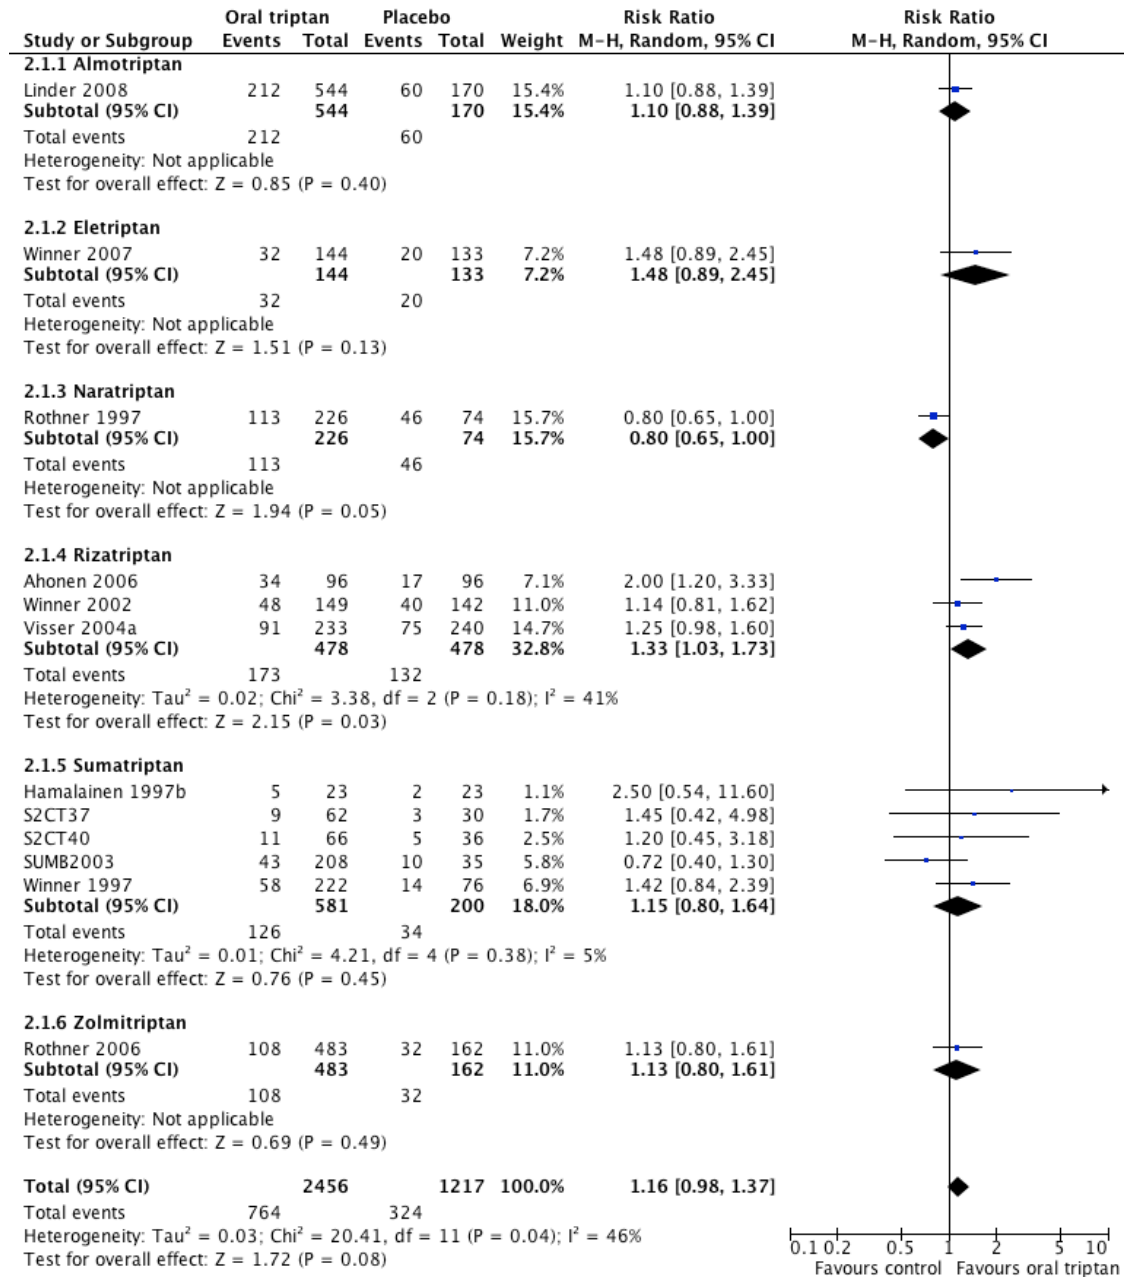 Oral triptan Placebo Risk Ratio Risk Ratio
Study or Subgroup Events Total Events Total Weight M-H, Random, 95% CI M-H, Random, 95% CI
2.1.1 Almotriptan
Linder 2008 212 544 60 170 15.4% 1.10 [0.88, 1.39]
Subtotal (95% CI) 544 170 15.4% 1.10 [0.88, 1.39]
Total events 212 60
Heterogeneity: Not applicable
Test for overall effect: Z = 0.85 (P = 0.40)
2.1.2 Eletriptan
Winner 2007 32 144 20 133 7.2% 1.48 [0.89, 2.45]
Subtotal (95% CI) 144 133 7.2% 1.48 [0.89, 2.45]
Total events 32 20
Heterogeneity: Not applicable
Test for overall effect: Z = 1.51 (P = 0.13)
2.1.3 Naratriptan
Rothner 1997 113 226 46 74 15.7% 0.80 [0.65, 1.00]
Subtotal (95% CI) 226 74 15.7% 0.80 [0.65, 1.00]
Total events 113 46
Heterogeneity: Not applicable
Test for overall effect: Z = 1.94 (P = 0.05)
2.1.4 Rizatriptan
Ahonen 2006 34 96 17 96 7.1% 2.00 [1.20, 3.33]
Winner 2002 48 149 40 142 11.0% 1.14 [0.81, 1.62]
Visser 2004a 91 233 75 240 14.7% 1.25 [0.98, 1.60]
Subtotal (95% CI) 478 478 32.8% 1.33 [1.03, 1.73]
Total events 173 132
Heterogeneity: Tau² = 0.02; Chi² = 3.38, df = 2 (P = 0.18); I² = 41%
Test for overall effect: Z = 2.15 (P = 0.03)
2.1.5 Sumatriptan
Hamalainen 1997b 5 23 2 23 1.1% 2.50 [0.54, 11.60]
S2CT37 9 62 3 30 1.7% 1.45 [0.42, 4.98]
S2CT40 11 66 5 36 2.5% 1.20 [0.45, 3.18]
SUMB2003 43 208 10 35 5.8% 0.72 [0.40, 1.30]
Winner 1997 58 222 14 76 6.9% 1.42 [0.84, 2.39]
Subtotal (95% CI) 581 200 18.0% 1.15 [0.80, 1.64]
Total events 126 34
Heterogeneity: Tau² = 0.01; Chi² = 4.21, df = 4 (P = 0.38); I² = 5%
Test for overall effect: Z = 0.76 (P = 0.45)
2.1.6 Zolmitriptan
Rothner 2006 108 483 32 162 11.0% 1.13 [0.80, 1.61]
Subtotal (95% CI) 483 162 11.0% 1.13 [0.80, 1.61]
Total events 108 32
Heterogeneity: Not applicable
Test for overall effect: Z = 0.69 (P = 0.49)
Total (95% CI) 2456 1217 100.0% 1.16 [0.98, 1.37]
Total events 764 324
Heterogeneity: Tau² = 0.03; Chi² = 20.41, df = 11 (P = 0.04); I² = 46%
Test for overall effect: Z = 1.72 (P = 0.08)
0.1 0.2 0.5 1 2 5 10
Favours control Favours oral triptan